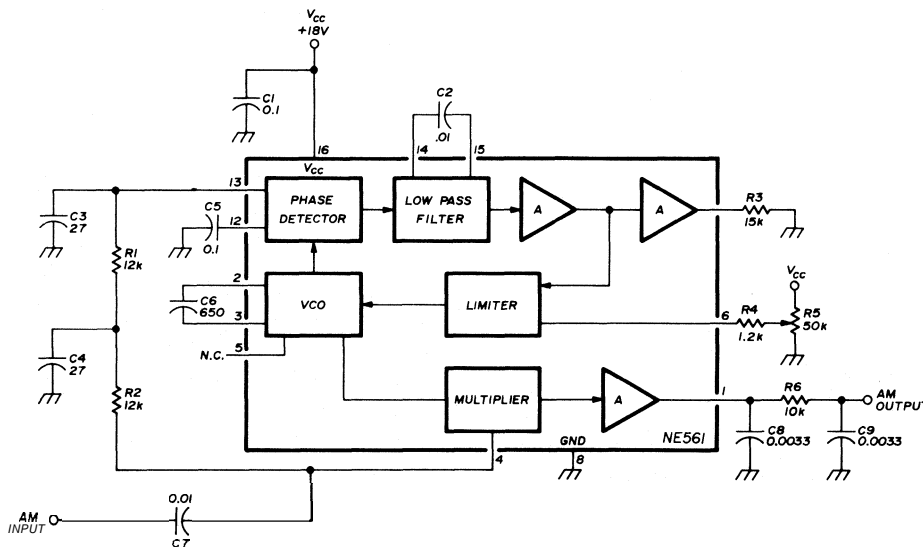 VCC
+18V
C1
0.1
C2
.01
16
14
15
VCC
13
PHASE
DETECTOR
LOW PASS
FILTER
A
A
R3
15k
C3
27
C5
0.1
12
R1
12k
2
C6
650
3
VCO
LIMITER
6
R4
1.2k
VCC
R5
50k
5
N.C.
C4
27
R2
12k
MULTIPLIER
A
1
R6
10k
AM
OUTPUT
C8
0.0033
C9
0.0033
4
GND
8
NE561
AM
INPUT
0.01
C7